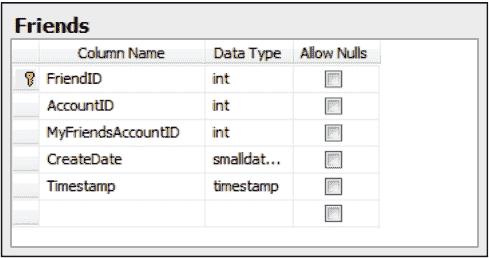 Friends
Column Name Data Type Allow Nulls
FriendID int
AccountID int
MyFriendsAccountID int
CreateDate smalldat...
Timestamp timestamp